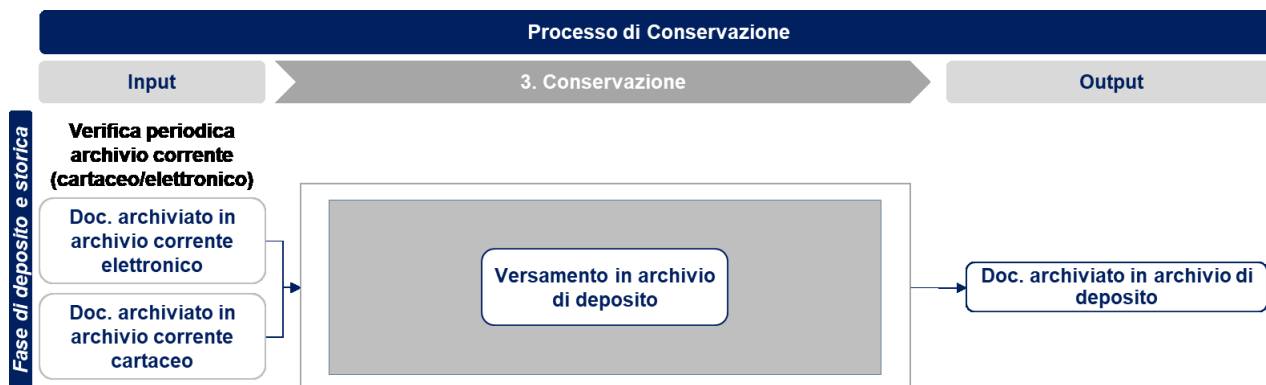 Processo di Conservazione
Input
3. Conservazione
Output
Fase di deposito e storica
Verifica periodica
archivio corrente
(cartaceo/elettronico)
Doc. archiviato in
archivio corrente
elettronico
Doc. archiviato in
archivio corrente
cartaceo
Versamento in archivio
di deposito
Doc. archiviato in archivio di
deposito